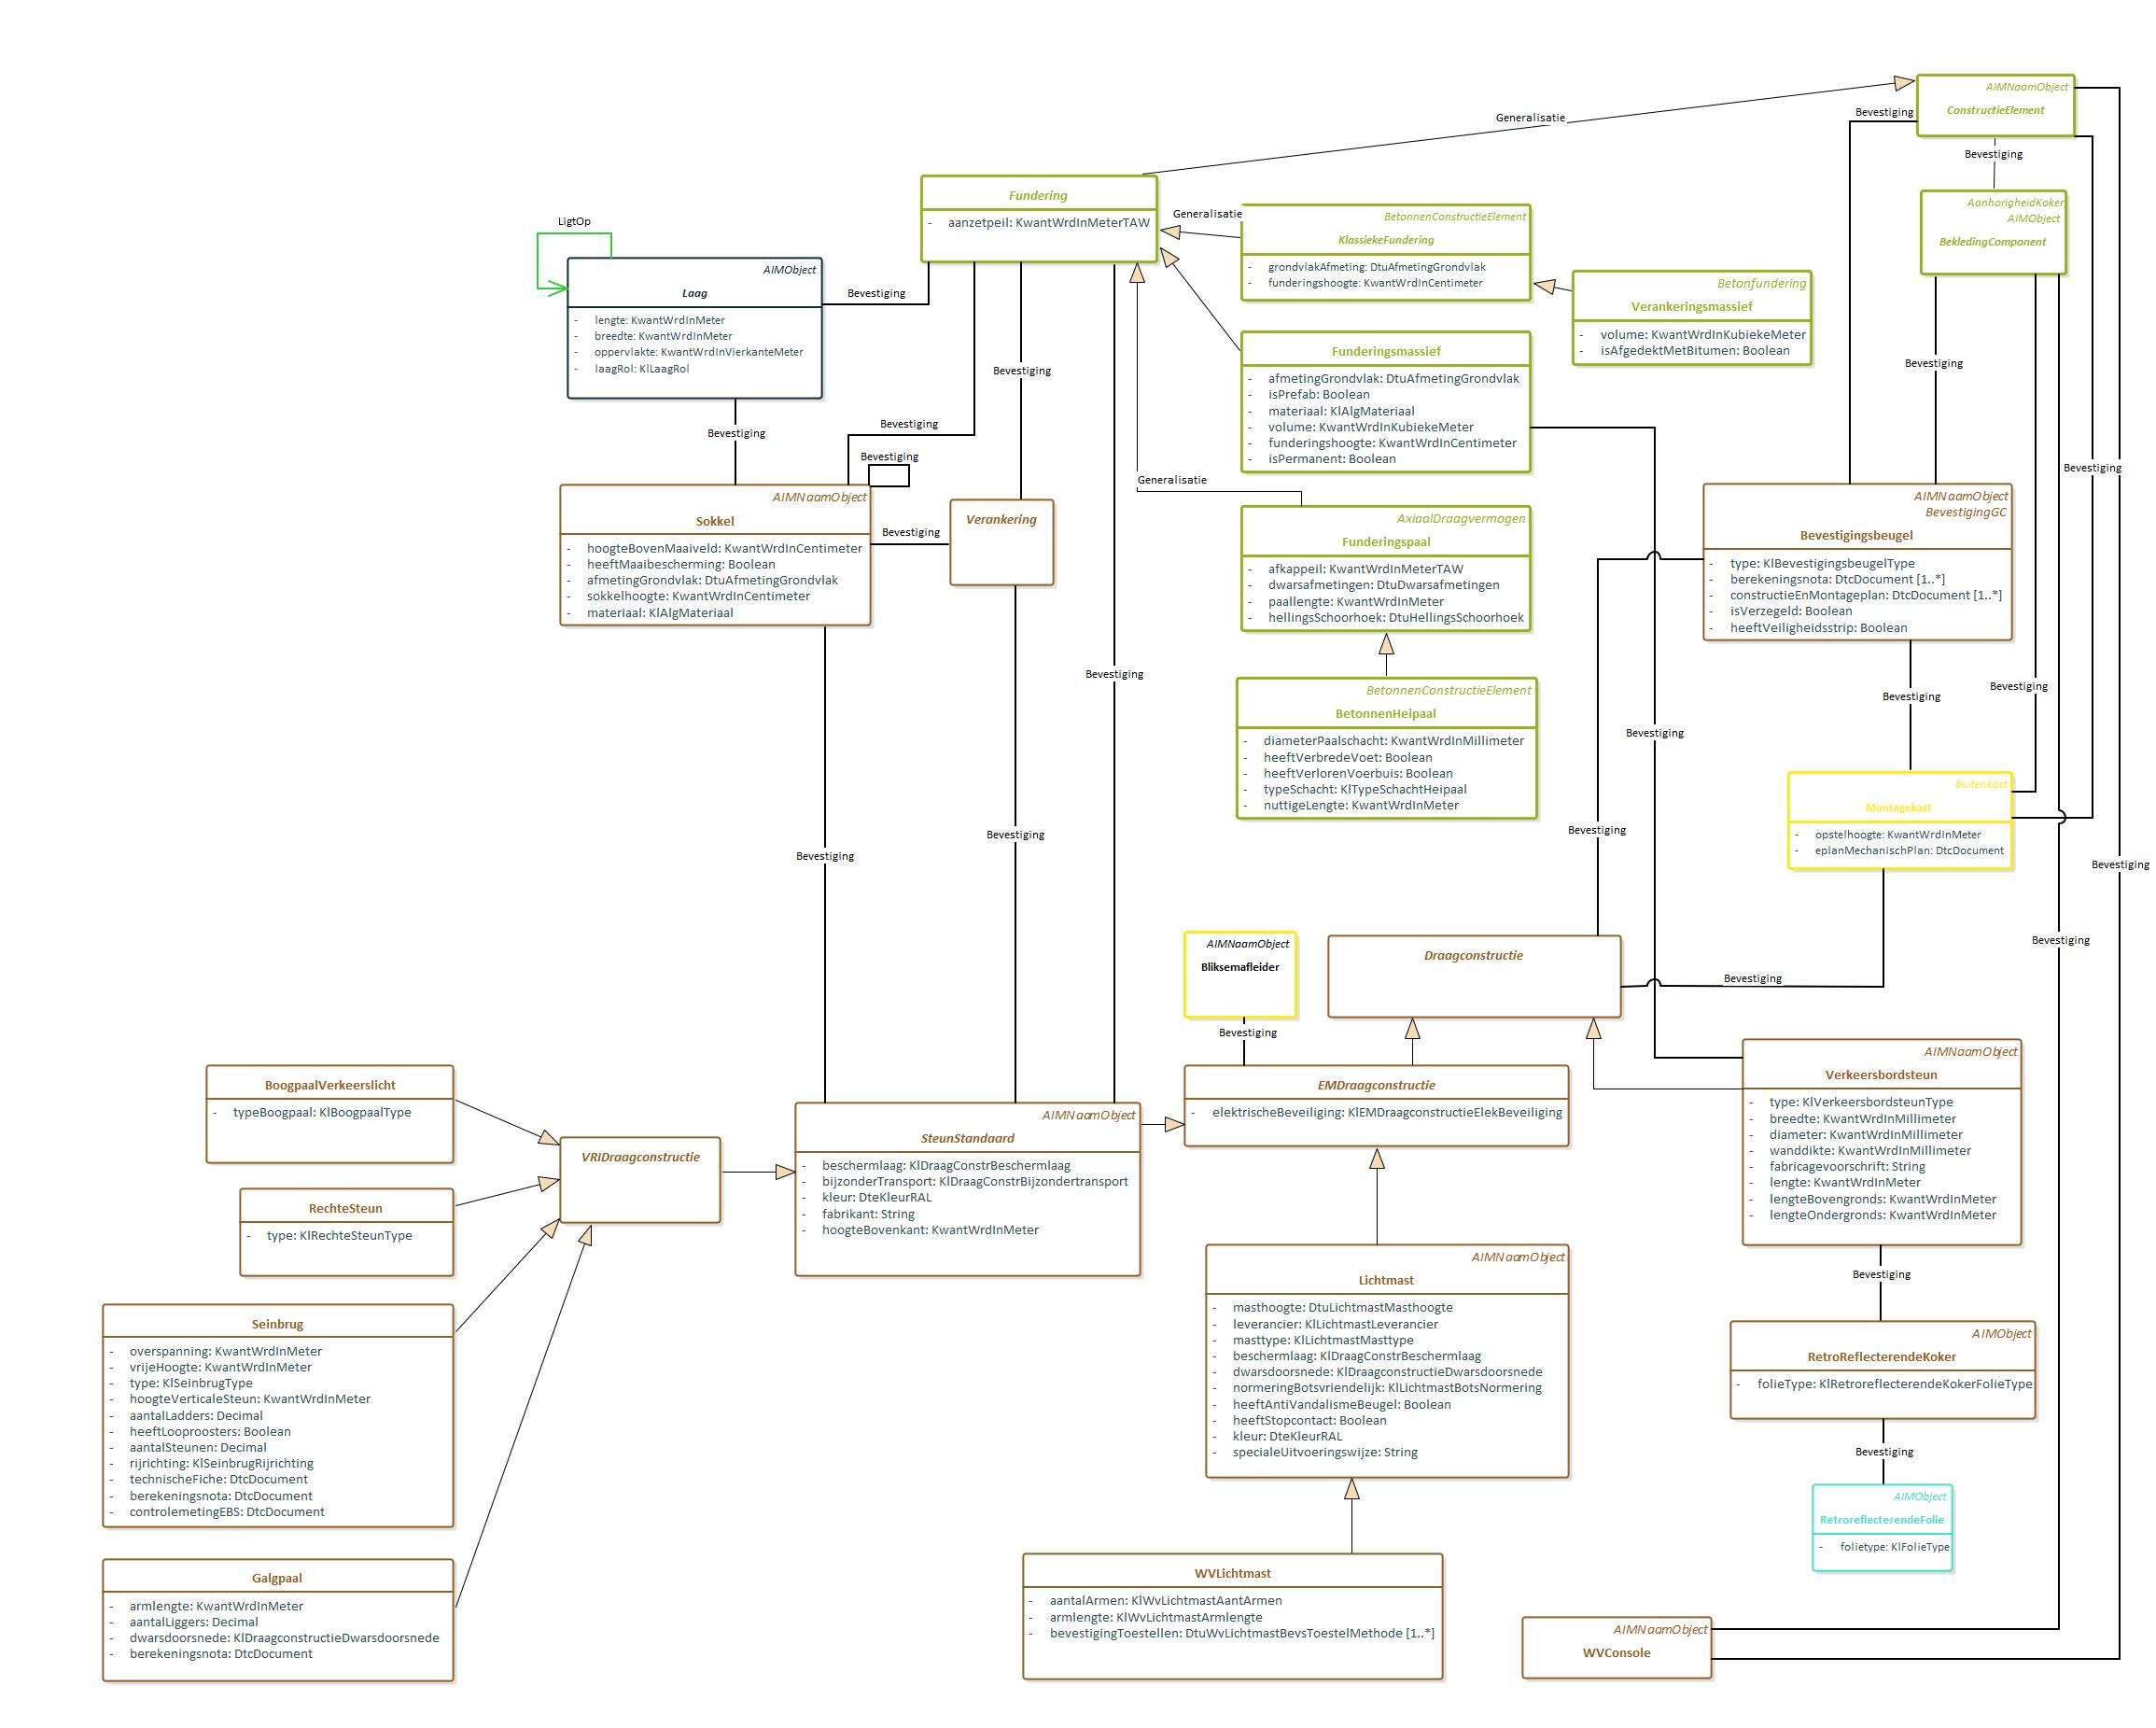 AIMNaamObject
ConstructieElement
Bevestiging
Generalisatie
Bevestiging
AanhorigheidKoker
AIMObject
BekledingComponent
Fundering
- aanzetpeil: KwantWrdInMeterTAW
Generalisatie
BetonnenConstructieElement
KlassiekeFundering
- grondvlakAfmeting: DtuAfmetingGrondvlak
- funderingshoogte: KwantWrdInCentimeter
Betonfundering
Verankeringsmassief
- volume: KwantWrdInKubiekeMeter
- isAfgedektMetBitumen: Boolean
LigtOp
AIMObject
Laag
- lengte: KwantWrdInMeter
- breedte: KwantWrdInMeter
- oppervlakte: KwantWrdInVierkanteMeter
- laagRol: KlLaagRol
Bevestiging
Bevestiging
Bevestiging
Bevestiging
Bevestiging
Funderingsmassief
- afmetingGrondvlak: DtuAfmetingGrondvlak
- isPrefab: Boolean
- materiaal: KlAlgMateriaal
- volume: KwantWrdInKubiekeMeter
- funderingshoogte: KwantWrdInCentimeter
- isPermanent: Boolean
Bevestiging
Bevestiging
Generalisatie
AIMNaamObject
Sokkel
- hoogteBovenMaaiveld: KwantWrdInCentimeter
- heeftMaaibescherming: Boolean
- afmetingGrondvlak: DtuAfmetingGrondvlak
- sokkelhoogte: KwantWrdInCentimeter
- materiaal: KlAlgMateriaal
Bevestiging
Verankering
AxiaalDraagvermogen
Funderingspaal
- afkappeil: KwantWrdInMeterTAW
- dwarsafmetingen: DtuDwarsafmetingen
- paallengte: KwantWrdInMeter
- hellingsSchoorhoek: DtuHellingsSchoorhoek
AIMNaamObject
BevestigingGC
Bevestigingsbeugel
- type: KlBevestigingsbeugelType
- berekeningsnota: DtcDocument [1..*]
- constructieEnMontageplan: DtcDocument [1..*]
- isVerzegeld: Boolean
- heeftVeiligheidsstrip: Boolean
Bevestiging
Bevestiging
Bevestiging
BetonnenConstructieElement
BetonnenHeipaal
- diameterPaalschacht: KwantWrdInMillimeter
- heeftVerbredeVoet: Boolean
- heeftVerlorenVoerbuis: Boolean
- typeSchacht: KlTypeSchachtHeipaal
- nuttigeLengte: KwantWrdInMeter
Bevestiging
Buitenkast
Montagekast
- opstelhoogte: KwantWrdInMeter
- eplanMechanischPlan: DtcDocument
Bevestiging
Bevestiging
Bevestiging
Bevestiging
Bevestiging
AIMNaamObject
Bliksemafleider
Bevestiging
Draagconstructie
Bevestiging
BoogpaalVerkeerslicht
- typeBoogpaal: KlBoogpaalType
RechteSteun
- type: KlRechteSteunType
VRIDraagconstructie
AIMNaamObject
SteunStandaard
- beschermlaag: KlDraagConstrBeschermlaag
- bijzonderTransport: KlDraagConstrBijzondertransport
- kleur: DteKleurRAL
- fabrikant: String
- hoogteBovenkant: KwantWrdInMeter
EMDraagconstructie
- elektrischeBeveiliging: KlEMDraagconstructieElekBeveiliging
AIMNaamObject
Verkeersbordsteun
- type: KlVerkeersbordsteunType
- breedte: KwantWrdInMillimeter
- diameter: KwantWrdInMillimeter
- wanddikte: KwantWrdInMillimeter
- fabricagevoorschrift: String
- lengte: KwantWrdInMeter
- lengteBovengronds: KwantWrdInMeter
- lengteOndergronds: KwantWrdInMeter
Bevestiging
Seinbrug
- overspanning: KwantWrdInMeter
- vrijeHoogte: KwantWrdInMeter
- type: KlSeinbrugType
- hoogteVerticaleSteun: KwantWrdInMeter
- aantalLadders: Decimal
- heeftLooproosters: Boolean
- aantalSteunen: Decimal
- rijrichting: KlSeinbrugRijrichting
- technischeFiche: DtcDocument
- berekeningsnota: DtcDocument
- controlemetingEBS: DtcDocument
AIMNaamObject
Lichtmast
- masthoogte: DtuLichtmastMasthoogte
- leverancier: KlLichtmastLeverancier
- masttype: KlLichtmastMasttype
- beschermlaag: KlDraagConstrBeschermlaag
- dwarsdoorsnede: KlDraagconstructieDwarsdoorsnede
- normeringBotsvriendelijk: KlLichtmastBotsNormering
- heeftAntiVandalismeBeugel: Boolean
- heeftStopcontact: Boolean
- kleur: DteKleurRAL
- specialeUitvoeringswijze: String
AIMObject
RetroReflecterendeKoker
- folieType: KlRetroreflecterendeKokerFolieType
Bevestiging
AIMObject
RetroreflecterendeFolie
- folietype: KlFolieType
Galgpaal
- armlengte: KwantWrdInMeter
- aantalLiggers: Decimal
- dwarsdoorsnede: KlDraagconstructieDwarsdoorsnede
- berekeningsnota: DtcDocument
WVLichtmast
- aantalArmen: KlWvLichtmastAantArmen
- armlengte: KlWvLichtmastArmlengte
- bevestigingToestellen: DtuWvLichtmastBevsToestelMethode [1..*]
AIMNaamObject
WVConsole